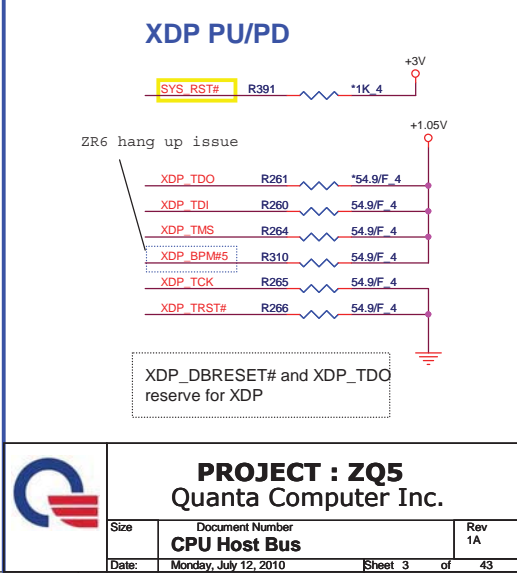 XDP PU/PD
+3V
SYS_RST# R391 *1K_4
+1.05V
ZR6 hang up issue
XDP_TDO R261 *54.9/F_4
XDP_TDI R260 54.9/F_4
XDP_TMS R264 54.9/F_4
XDP_BPM#5 R310 54.9/F_4
XDP_TCK R265 54.9/F_4
XDP_TRST# R266 54.9/F_4
XDP_DBRESET# and XDP_TDO
reserve for XDP
PROJECT : ZQ5
Quanta Computer Inc.
Size Document Number Rev
CPU Host Bus 1A
Date: Monday, July 12, 2010 Sheet 3 of 43